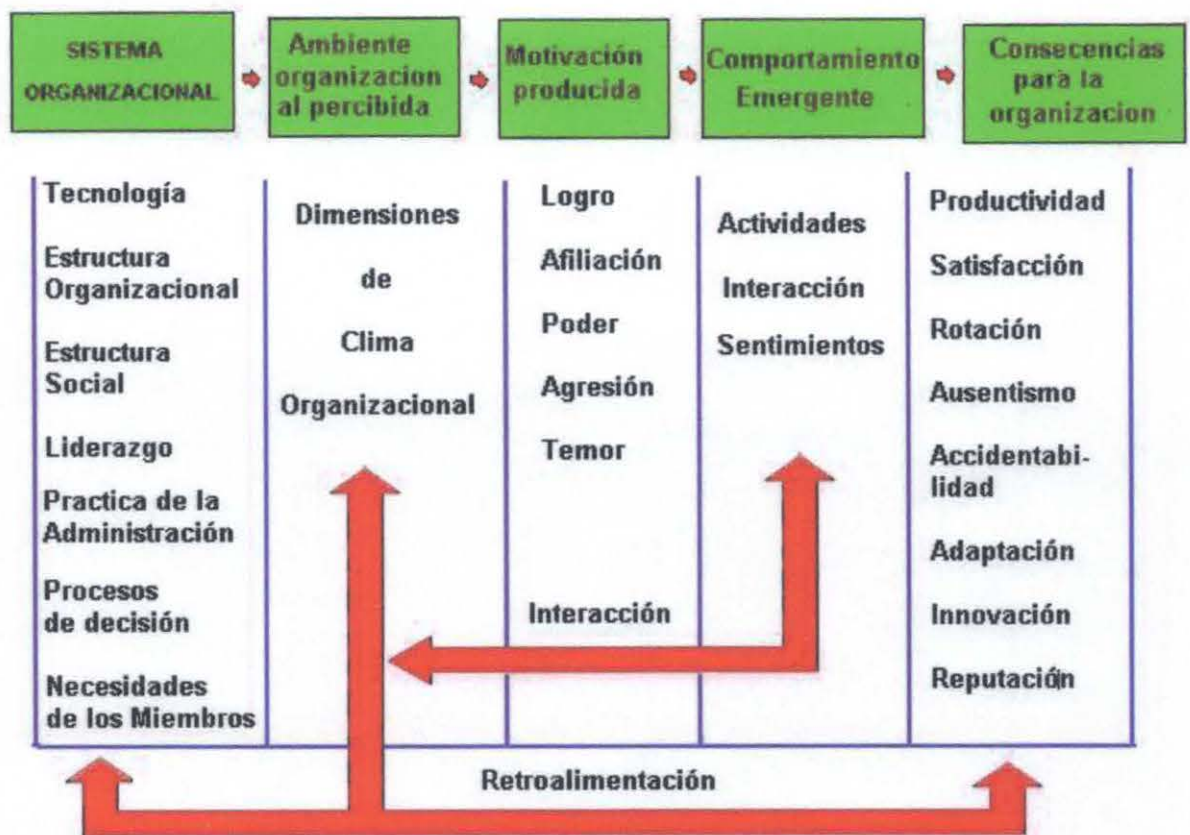 SISTEMA
ORGANIZACIONAL
Ambiente
organizacion
al percibida
Motivación
producida
Comportamiento
Emergente
Consecencias
para la
organizacion
Tecnología
Estructura
Organizacional
Estructura
Social
Liderazgo
Practica de la
Administración
Procesos
de decisión
Necesidades
de los Miembros
Dimensiones
de
Clima
Organizacional
Logro
Afiliación
Poder
Agresión
Temor
Interacción
Actividades
Interacción
Sentimientos
Productividad
Satisfacción
Rotación
Ausentismo
Accidentabi-
lidad
Adaptación
Innovación
Reputación
Retroalimentación